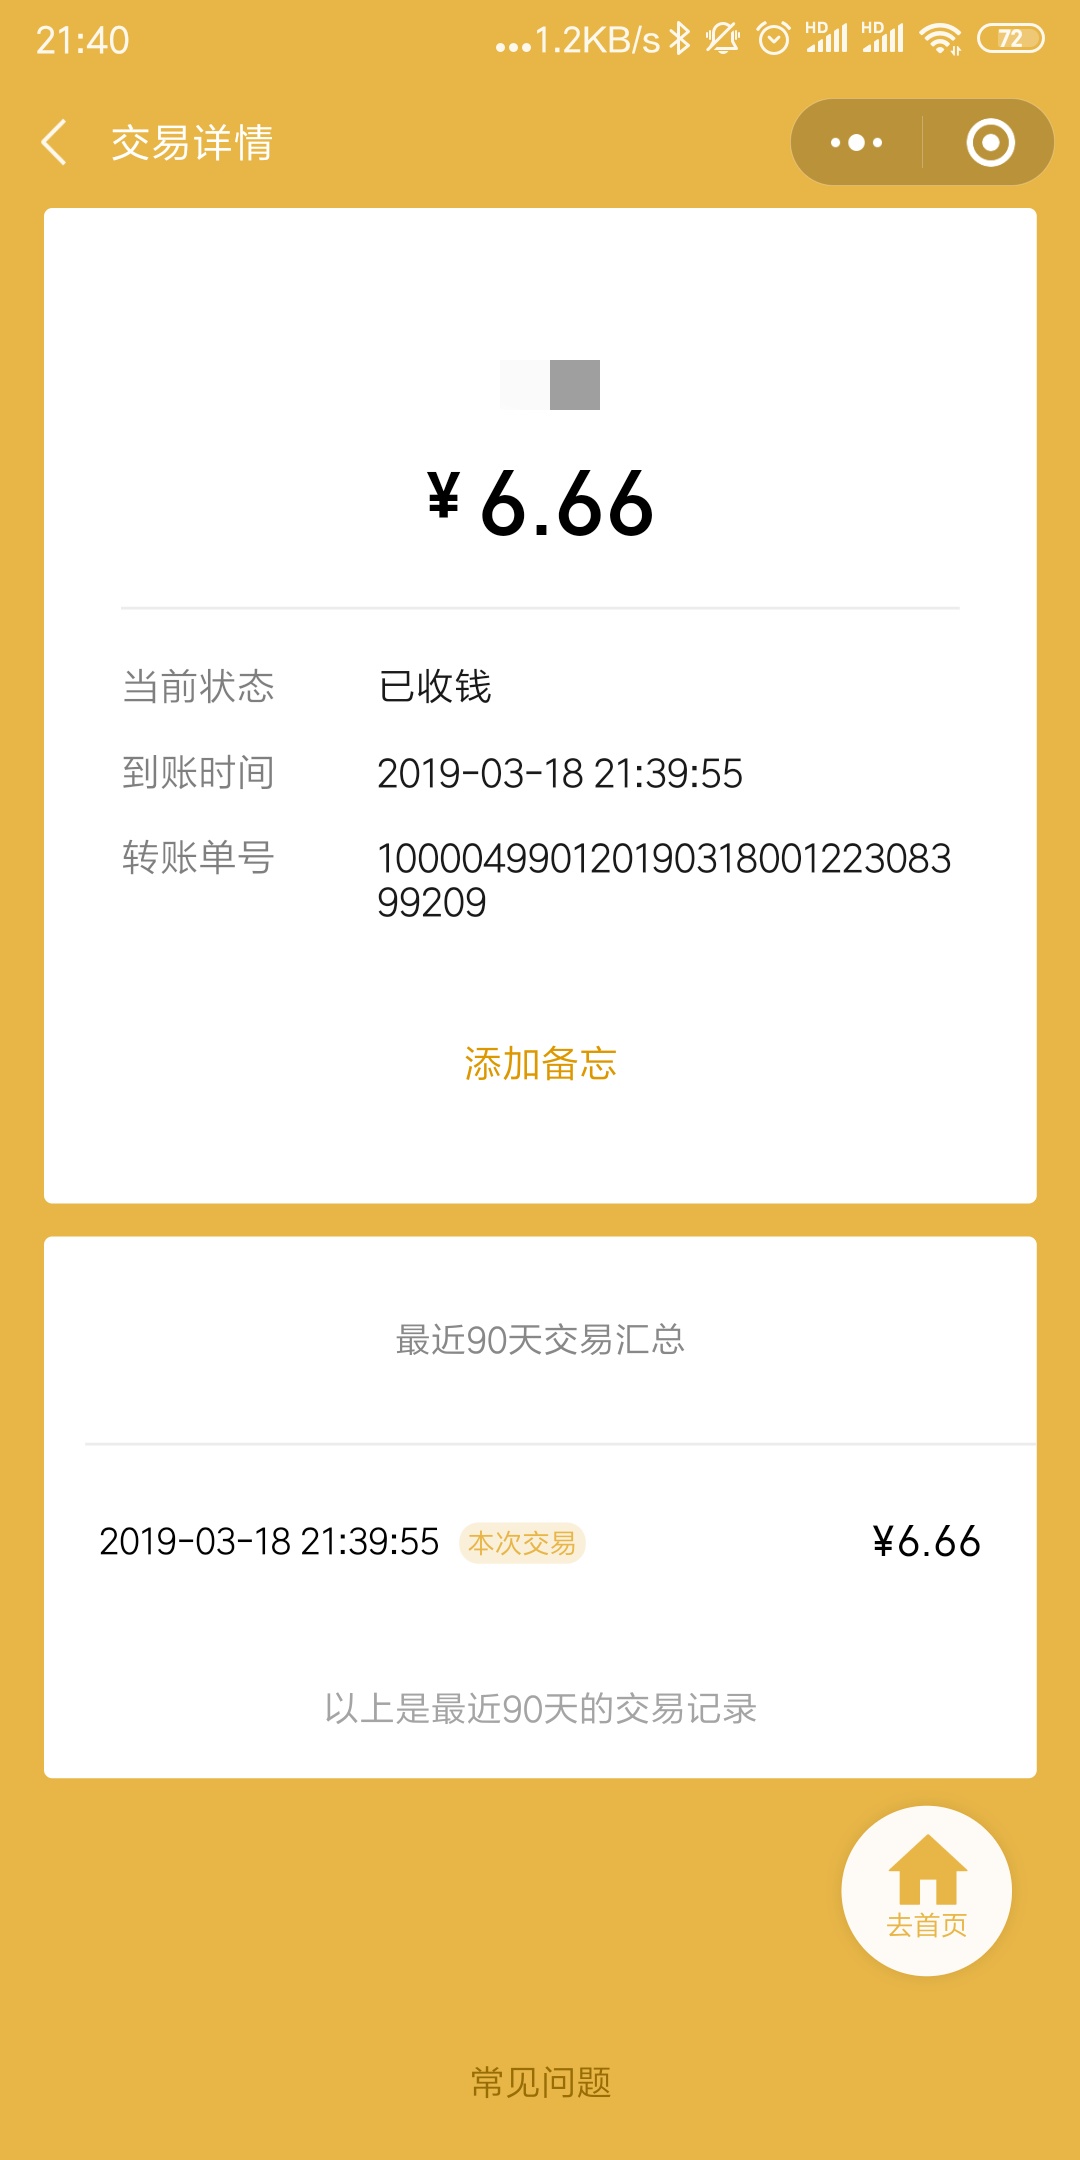 21:40
...1.2KB/s HD HD 72
交易详情
¥6.66
当前状态 已收钱
到账时间 2019-03-18 21:39:55
转账单号 100004990120190318001223083
99209
添加备忘
最近90天交易汇总
2019-03-18 21:39:55 本次交易 ¥6.66
以上是最近90天的交易记录
去首页
常见问题